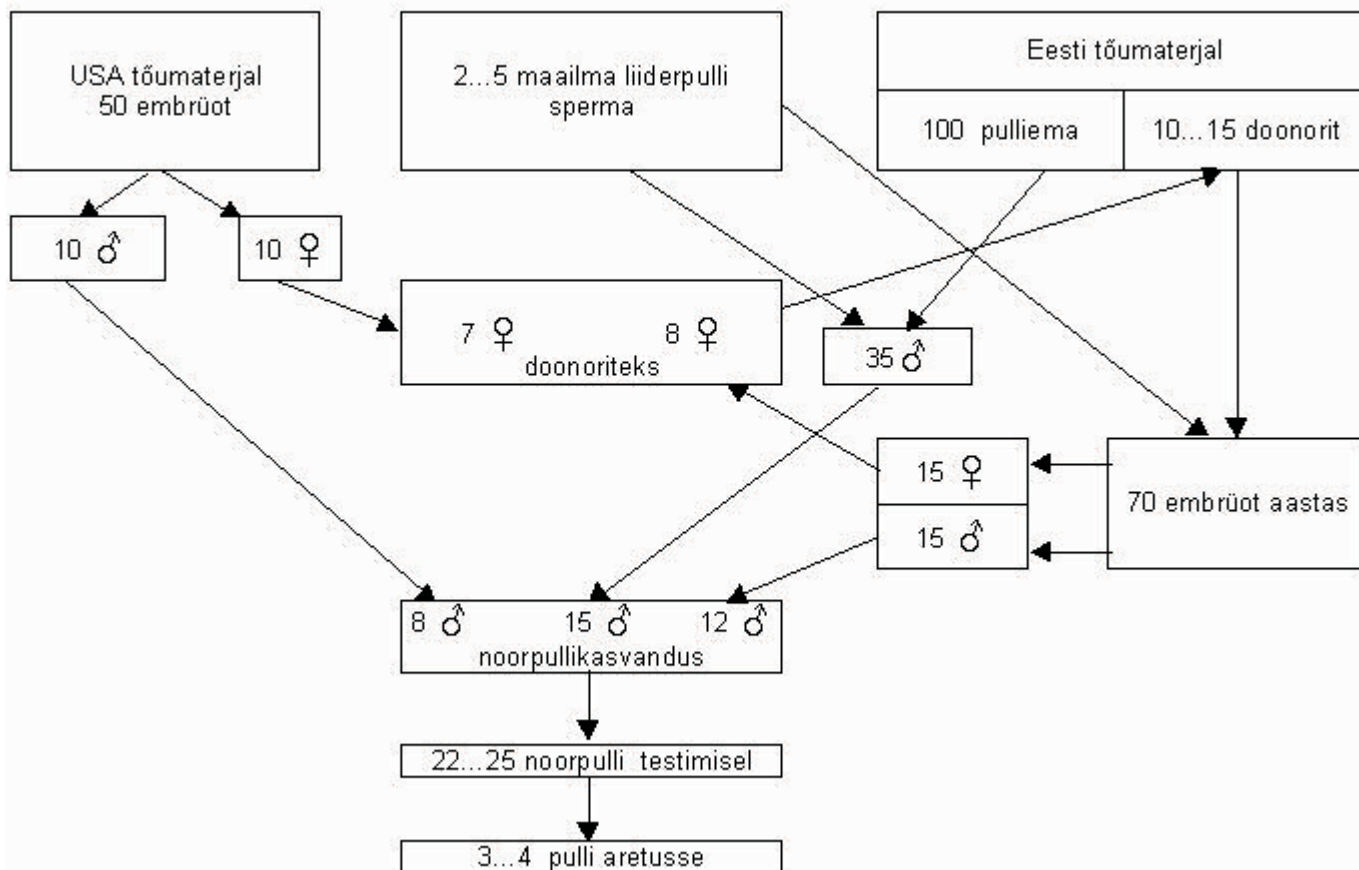 USA tõumaterjal
50 embrüot
2...5 maailma liiderpulli
sperma
Eesti tõumaterjal
100 pulliema
10...15 doonorit
10 ♂
10 ♀
7 ♀ 8 ♀
doonoriteks
35 ♂
15 ♀
15 ♂
70 embrüot aastas
8 ♂ 15 ♂ 12 ♂
noorpullikasvandus
22...25 noorpulli testimisel
3...4 pulli aretusse